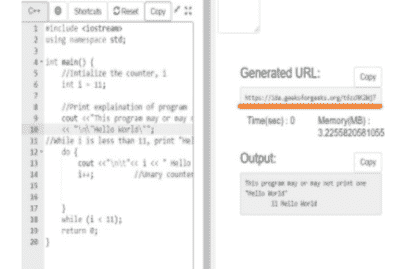 C++ Shortcuts Reset Copy
1 #include <iostream>
2 using namespace std;
3
4 int main() {
5 //Intialize the counter, i
6 int i = 11;
7
8 //Print explaination of program
9 cout <<"This program may or may n
10 << "\n\"Hello World\"";
11 //While i is less than 11, print "Hel
12 do {
13 cout <<"\n\t"<< i << " Hello
14 i++; //Unary counter
15
16
17 }
18 while (i < 11);
19 return 0;
20 }
Generated URL: Copy
Time(sec) : 0 Memory(MB) :
3.2255820581055
Output: Copy
This program may or may not print one
"Hello World"
11 Hello World